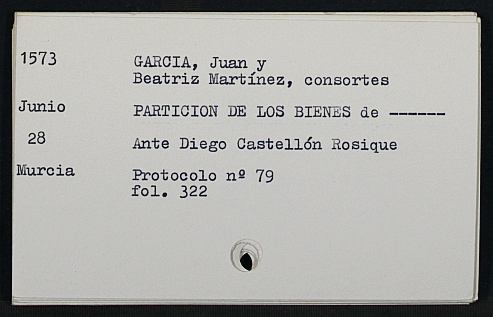 1573 GARCIA, Juan y
Beatriz Martínez, consortes
Junio PARTICION DE LOS BIENES de ------
28 Ante Diego Castellón Rosique
Murcia Protocolo nº 79
fol. 322